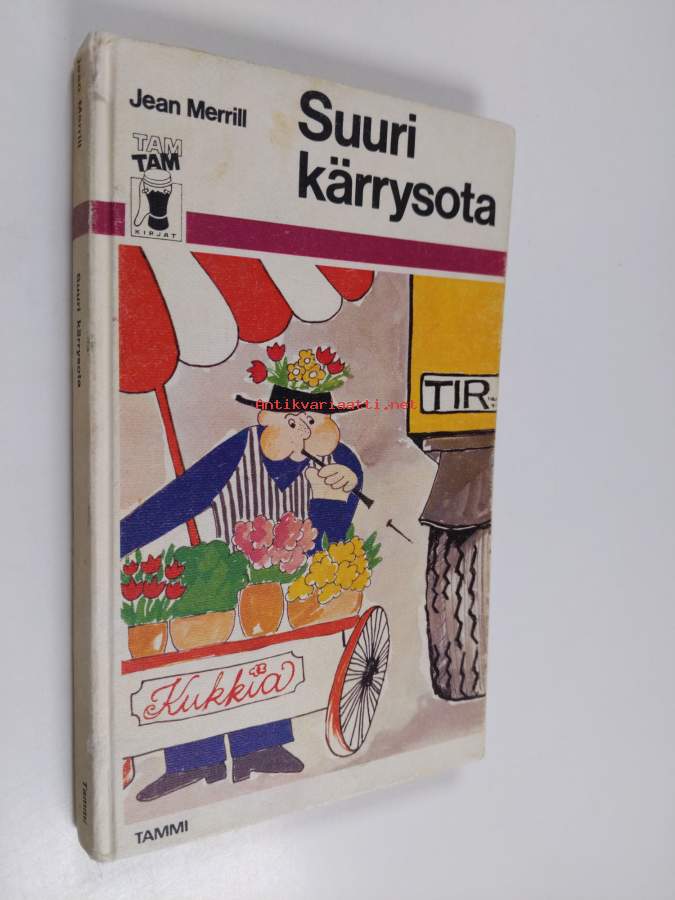 Jean Merrill
Suuri
kärrysota
TAM
TAM
KIRJAT
TIR
Antikvariaatti.net
Kukkia
TAMMI
Jean Merrill
Suuri kärrysota
Tammi